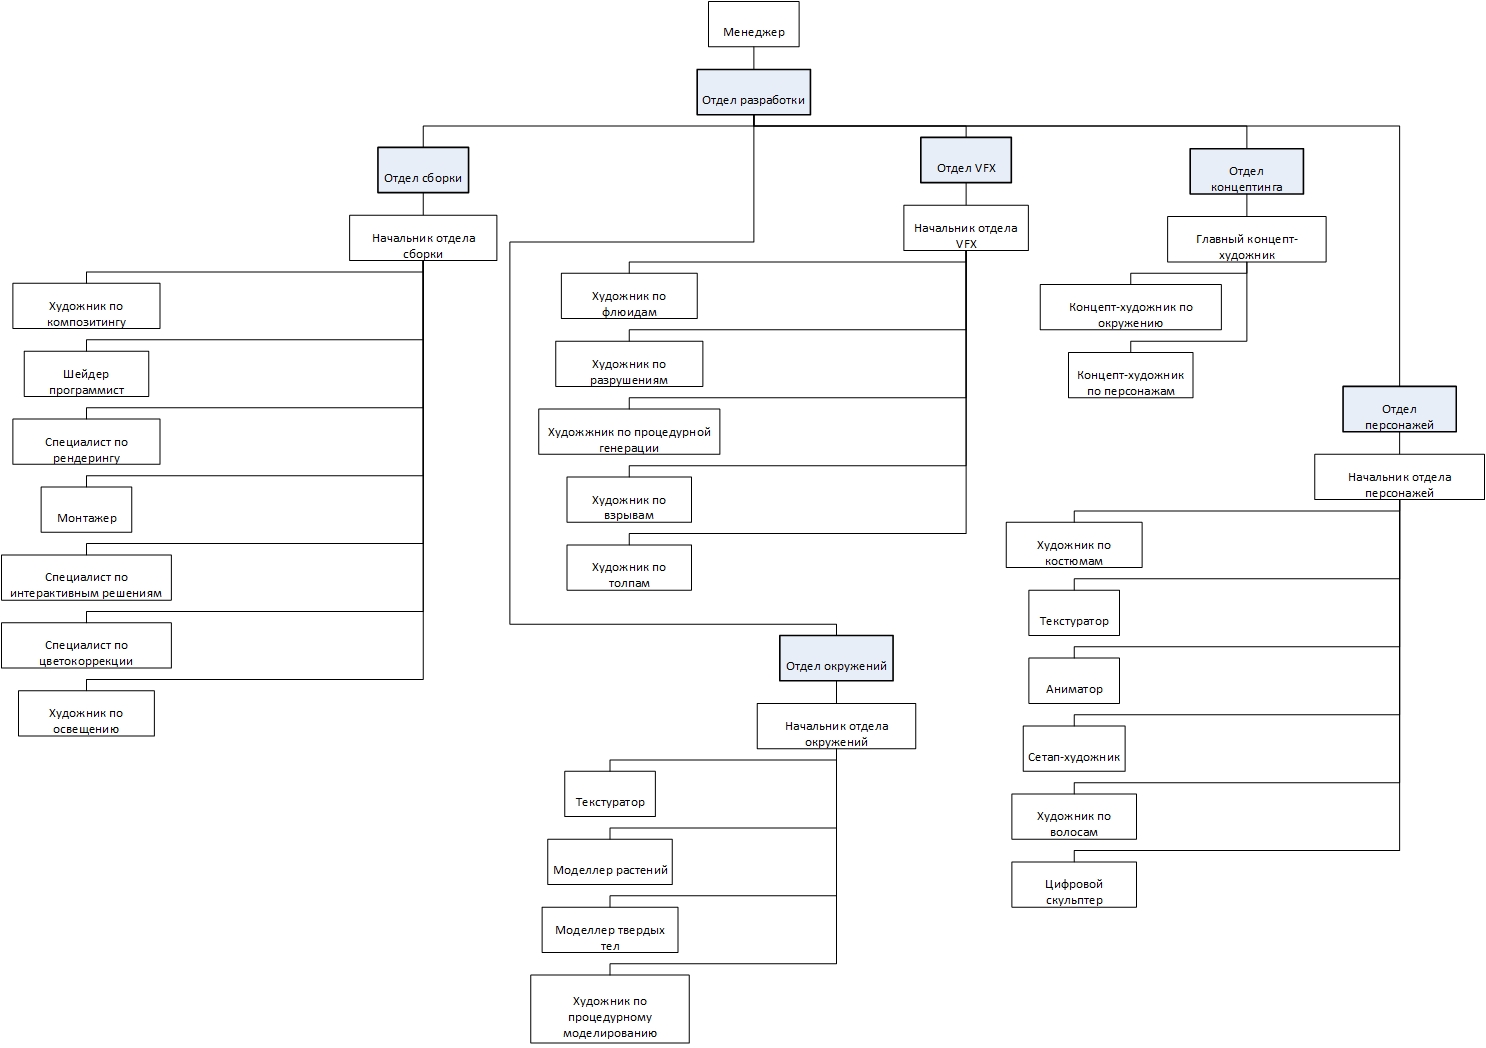 Менеджер
Отдел разработки
Отдел сборки
Начальник отдела
сборки
Художник по
композитингу
Шейдер
программист
Специалист по
рендерингу
Монтажер
Специалист по
интерактивным решениям
Специалист по
цветокоррекции
Художник по
освещению
Отдел VFX
Начальник отдела
VFX
Художник по
флюидам
Художник по
разрушениям
Художжник по процедурной
генерации
Художник по
взрывам
Художник по
толпам
Отдел окружений
Начальник отдела
окружений
Текстуратор
Моделлер растений
Моделлер твердых
тел
Художник по
процедурному
моделированию
Отдел
концептинга
Главный концепт-
художник
Концепт-художник по
окружению
Концепт-художник
по персонажам
Отдел
персонажей
Начальник отдела
персонажей
Художник по
костюмам
Текстуратор
Аниматор
Сетап-художник
Художник по
волосам
Цифровой
скульптер